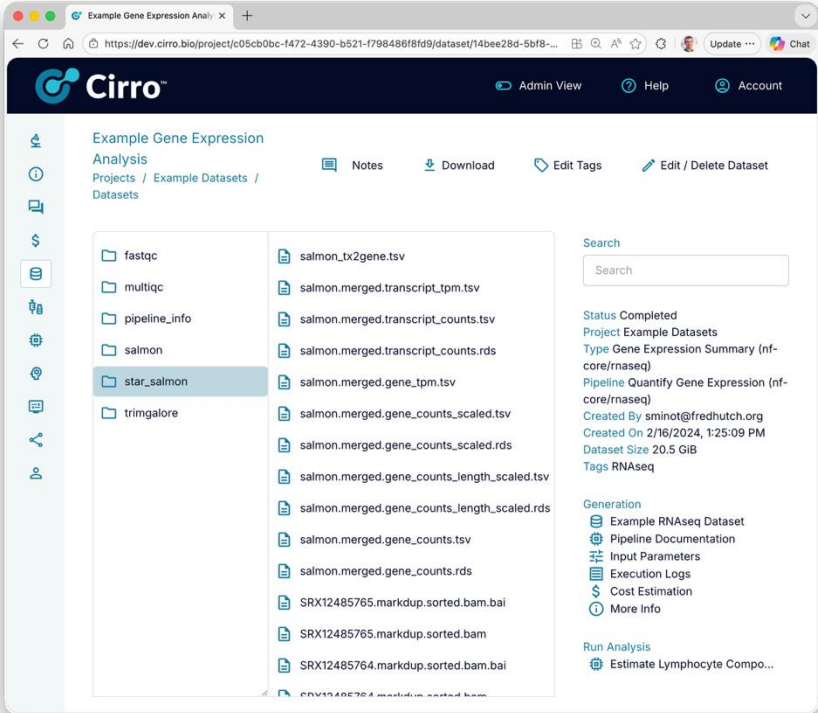 Example Gene Expression Analy
https://dev.cirro.bio/project/c05cb0bc-f472-4390-b521-f798486f8fd9/dataset/14bee28d-5bf8-...
Update
Chat
Cirro™
Admin View
Help
Account
Example Gene Expression
Analysis
Projects / Example Datasets /
Datasets
Notes
Download
Edit Tags
Edit / Delete Dataset
fastqc
multiqc
pipeline_info
salmon
star_salmon
trimgalore
salmon_tx2gene.tsv
salmon.merged.transcript_tpm.tsv
salmon.merged.transcript_counts.tsv
salmon.merged.transcript_counts.rds
salmon.merged.gene_tpm.tsv
salmon.merged.gene_counts_scaled.tsv
salmon.merged.gene_counts_scaled.rds
salmon.merged.gene_counts_length_scaled.tsv
salmon.merged.gene_counts_length_scaled.rds
salmon.merged.gene_counts.tsv
salmon.merged.gene_counts.rds
SRX12485765.markdup.sorted.bam.bai
SRX12485765.markdup.sorted.bam
SRX12485764.markdup.sorted.bam.bai
SRX12485764.markdup.sorted.bam
Search
Search
Status Completed
Project Example Datasets
Type Gene Expression Summary (nf-
core/rnaseq)
Pipeline Quantify Gene Expression (nf-
core/rnaseq)
Created By sminot@fredhutch.org
Created On 2/16/2024, 1:25:09 PM
Dataset Size 20.5 GiB
Tags RNAseq
Generation
Example RNAseq Dataset
Pipeline Documentation
Input Parameters
Execution Logs
Cost Estimation
More Info
Run Analysis
Estimate Lymphocyte Compo...